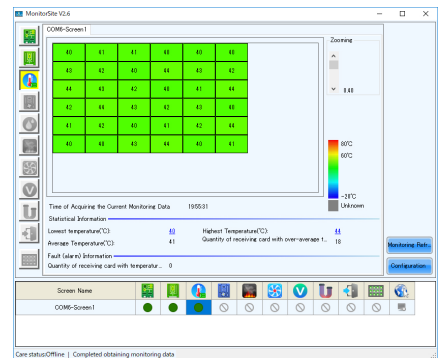 MonitorSite V2.6
COM6-Screen1
Zooming
40 41 41 40 40 40
43 42 40 44 43 42
44 43 42 40 41 44
42 44 43 42 43 40
41 42 40 41 42 44
40 40 43 44 40 41
0.40
80℃
60℃
-20℃
Unknown
Time of Acquiring the Current Monitoring Data 19:55:31
Statistical Information
Lowest temperature(℃): 40 Highest Temperature(℃): 44
Average Temperature(℃): 41 Quantity of receiving card with over-average t... 18
Fault (alarm) Information
Quantity of receiving card with temperatur... 0
Monitoring Retr...
Configuration
Screen Name
COM6-Screen1
Care status:Offline | Completed obtaining monitoring data